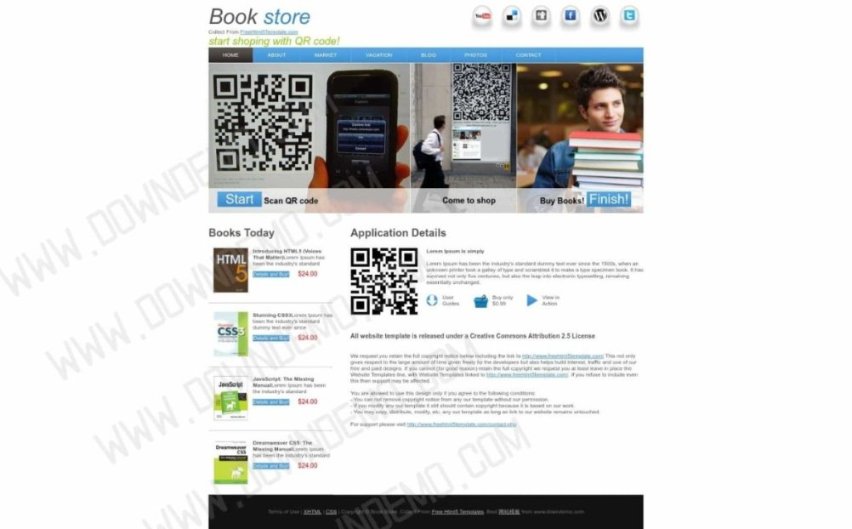 Book store
Collect From FreeHtml5Template.com
start shoping with QR code!
HOME ABOUT MARKET VACATION BLOG PHOTOS CONTACT
Start Scan QR code
Come to shop
Buy Books! Finish!
Books Today
Introducing HTML5 (Voices That Matter)Lorem Ipsum has
been the industry's standard
Details and Buy $24.00
Stunning CSS3Lorem Ipsum has
been the industry's standard
dummy text ever since
Details and Buy $24.00
JavaScript: The Missing
ManualLorem Ipsum has been
the industry's standard
Details and Buy $24.00
Dreamweaver CS5: The
Missing ManualLorem Ipsum
has been the industry's standard
Details and Buy $24.00
Application Details
Lorem Ipsum is simply
Lorem Ipsum has been the industry's standard dummy text ever since the 1500s, when an
unknown printer took a galley of type and scrambled it to make a type specimen book. It has
survived not only five centuries, but also the leap into electronic typesetting, remaining
essentially unchanged.
User Guides
Buy only $0.99
View in Action
All website template is released under a Creative Commons Attribution 2.5 License
We request you retain the full copyright notice below including the link to http://www.freehtml5template.com/ This not only
gives respect to the large amount of time given freely by the developers but also helps build interest, traffic and use of our
free and paid designs. If you cannot (for good reason) retain the full copyright we request you at least leave in place the
Website Templates line, with Website Templates linked to http://www.freehtml5template.com/. If you refuse to include even
this then support may be affected.
You are allowed to use this design only if you agree to the following conditions:
- You can not remove copyright notice from any our template without our permission.
- If you modify any our template it still should contain copyright because it is based on our work.
- You may copy, distribute, modify, etc. any our template as long as link to our website remains untouched.
For support please visit http://www.freehtml5template.com/contact.php
Terms of Use | XHTML | CSS | Copyright © Book Store. Collect From Free Html5 Templates. Best 网站模板 from www.downdemo.com.
WWW.DOWNDEMO.COM
WWW.DOWNDEMO.COM
WWW.DOWNDEMO.COM
WWW.DOWNDEMO.COM